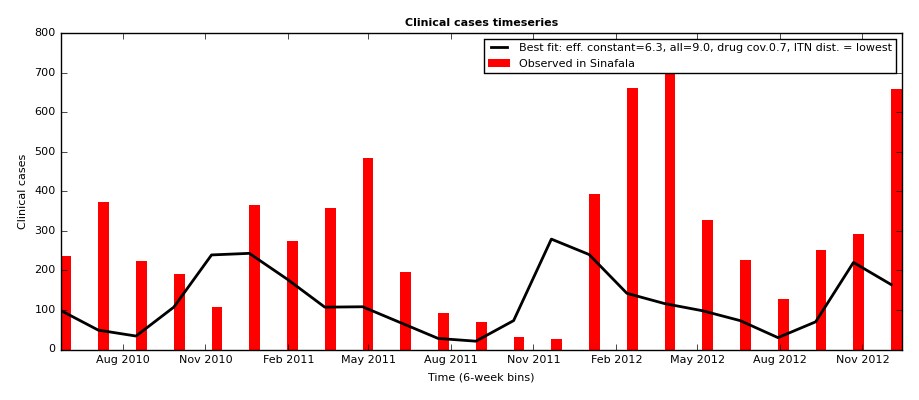 Clinical cases timeseries
800
700
600
500
400
300
200
100
0
Clinical cases
Best fit: eff. constant=6.3, all=9.0, drug cov.0.7, ITN dist. = lowest
Observed in Sinafala
Aug 2010 Nov 2010 Feb 2011 May 2011 Aug 2011 Nov 2011 Feb 2012 May 2012 Aug 2012 Nov 2012
Time (6-week bins)